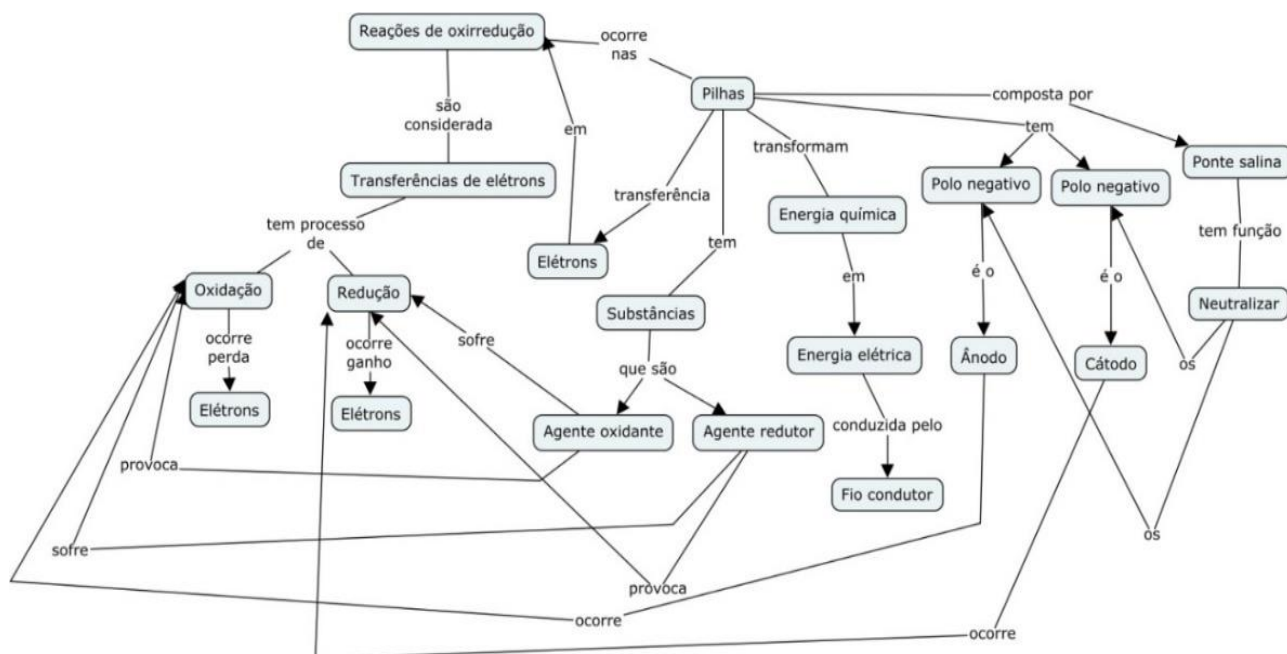 Reações de oxirredução
ocorre
nas
Pilhas
composta por
são
considerada
em
tem
transformam
Ponte salina
Transferências de elétrons
transferência
Polo negativo
Polo negativo
Energia química
tem processo
de
tem
tem função
Elétrons
é o
é o
em
Oxidação
Redução
Substâncias
Neutralizar
ocorre
perda
ocorre
ganho
sofre
Energia elétrica
Ânodo
Cátodo
os
que são
Elétrons
Elétrons
Agente oxidante
Agente redutor
conduzida pelo
provoca
Fio condutor
os
sofre
provoca
ocorre
ocorre